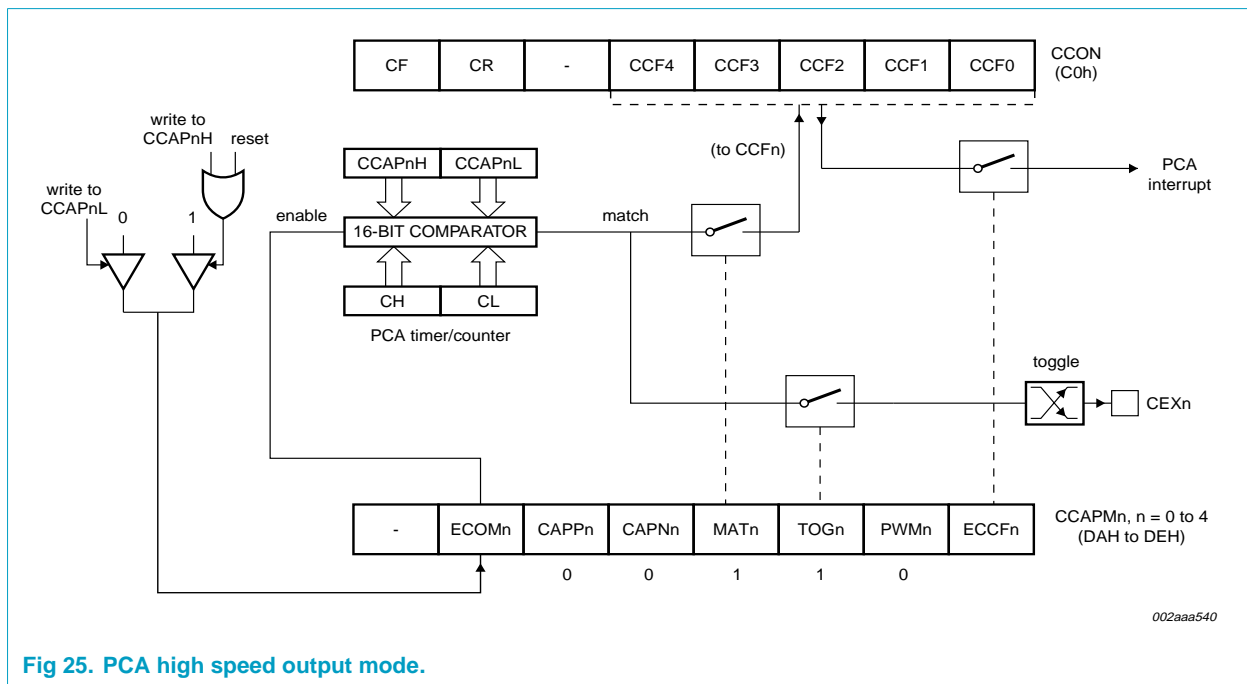 CF CR - CCF4 CCF3 CCF2 CCF1 CCF0
CCON
(C0h)
write to
CCAPnH
reset
write to
CCAPnL
0
1
(to CCFn)
PCA
interrupt
CCAPnH CCAPnL
enable
16-BIT COMPARATOR
match
CH CL
PCA timer/counter
toggle
CEXn
- ECOMn CAPPn CAPNn MATn TOGn PWMn ECCFn
CCAPMn, n = 0 to 4
(DAH to DEH)
0 0 1 1 0
002aaa540
Fig 25. PCA high speed output mode.